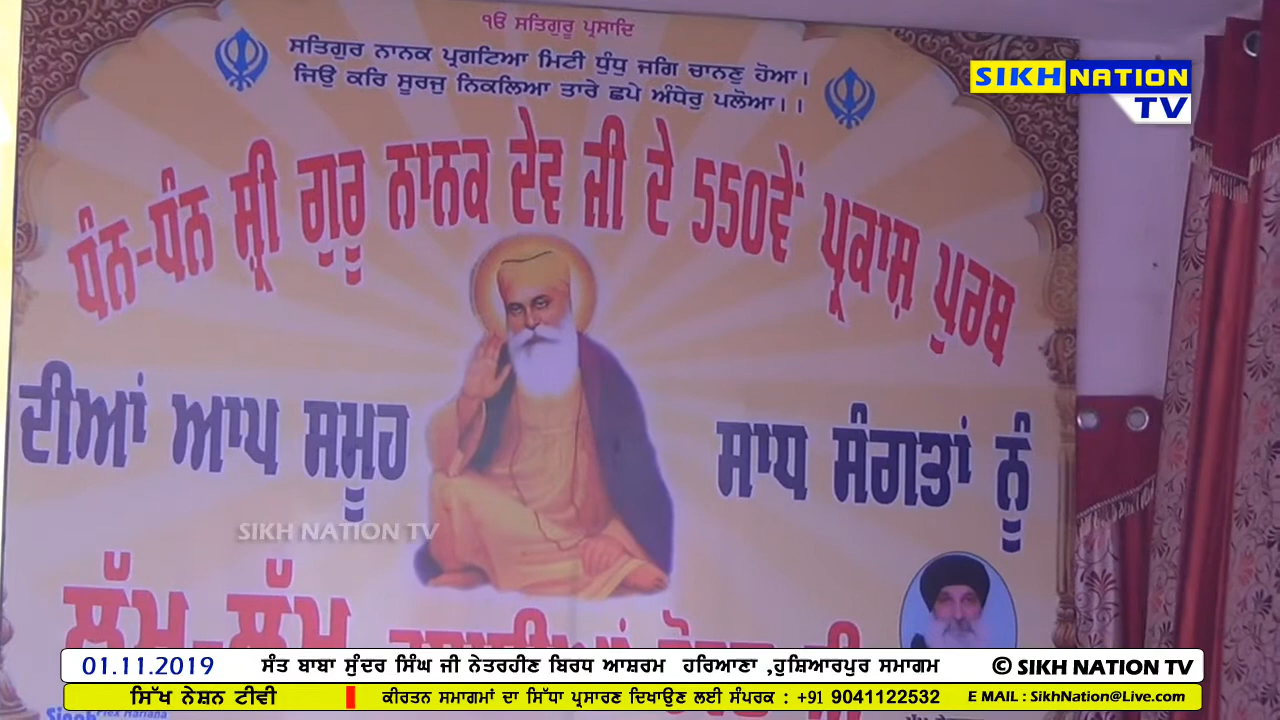 ੴ ਸਤਿਗੁਰੂ ਪ੍ਰਸਾਦਿ
ਸਤਿਗੁਰ ਨਾਨਕ ਪ੍ਰਗਟਿਆ ਮਿਟੀ ਧੁੰਧੁ ਜਗਿ ਚਾਨਣੁ ਹੋਆ।
ਜਿਉ ਕਰਿ ਸੂਰਜੁ ਨਿਕਲਿਆ ਤਾਰੇ ਛਪੇ ਅੰਧੇਰੁ ਪਲੋਆ।।
SIKH NATION
TV
ਧੰਨ-ਧੰਨ ਸ਼੍ਰੀ ਗੁਰੂ ਨਾਨਕ ਦੇਵ ਜੀ ਦੇ 550ਵੇਂ ਪ੍ਰਕਾਸ਼ ਪੁਰਬ
ਦੀਆਂ ਆਪ ਸਮੂਹ ਸਾਧ ਸੰਗਤਾਂ ਨੂੰ
SIKH NATION TV
ਲੱਖ-ਲੱਖ
01.11.2019 ਸੰਤ ਬਾਬਾ ਸੁੰਦਰ ਸਿੰਘ ਜੀ ਨੇਤਰਹੀਣ ਬਿਰਧ ਆਸ਼ਰਮ ਹਰਿਆਣਾ ,ਹੁਸ਼ਿਆਰਪੁਰ ਸਮਾਗਮ © SIKH NATION TV
ਸਿੱਖ ਨੇਸ਼ਨ ਟੀਵੀ ਕੀਰਤਨ ਸਮਾਗਮਾਂ ਦਾ ਸਿੱਧਾ ਪ੍ਰਸਾਰਣ ਦਿਖਾਉਣ ਲਈ ਸੰਪਰਕ : +91 9041122532 E MAIL : SikhNation@Live.com